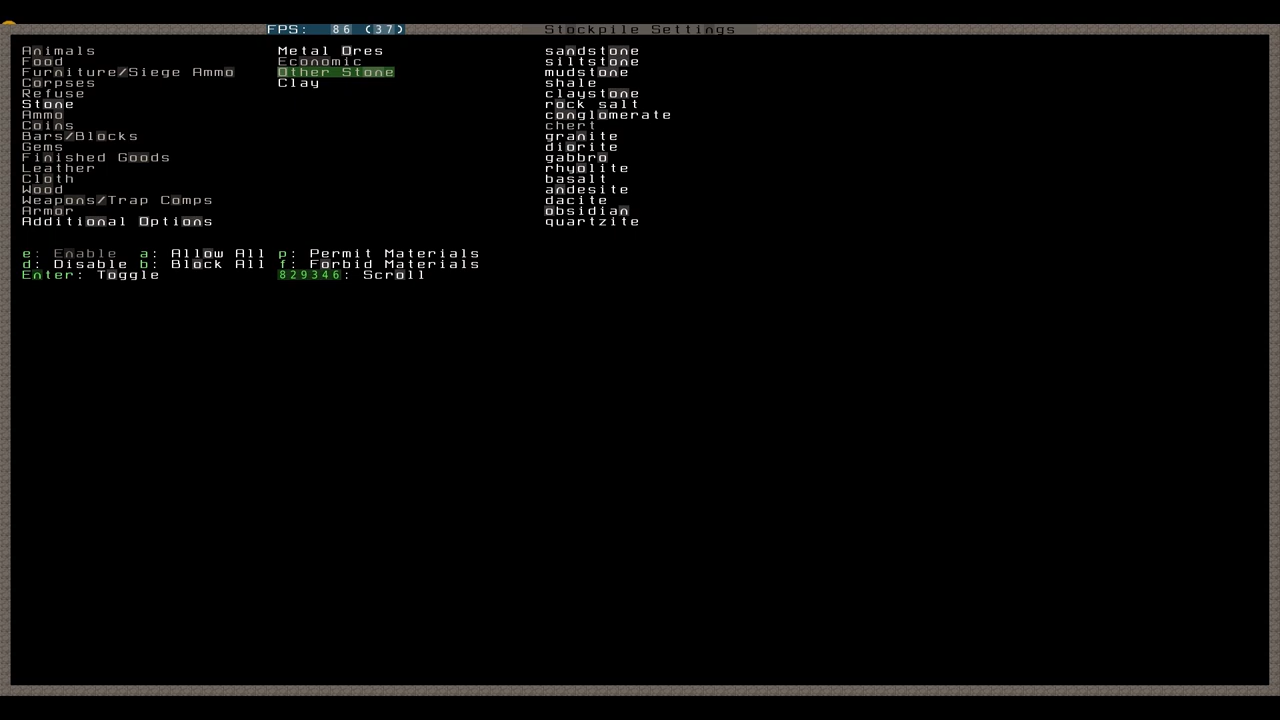 FPS: 86 (37) Stockpile Settings
Animals Metal Ores sandstone
Food Economic siltstone
Furniture/Siege Ammo Other Stone mudstone
Corpses Clay shale
Refuse claystone
Stone rock salt
Ammo conglomerate
Coins chert
Bars/Blocks granite
Gems diorite
Finished Goods gabbro
Leather rhyolite
Cloth basalt
Wood andesite
Weapons/Trap Comps dacite
Armor obsidian
Additional Options quartzite
e: Enable a: Allow All p: Permit Materials
d: Disable b: Block All f: Forbid Materials
Enter: Toggle 829346: Scroll